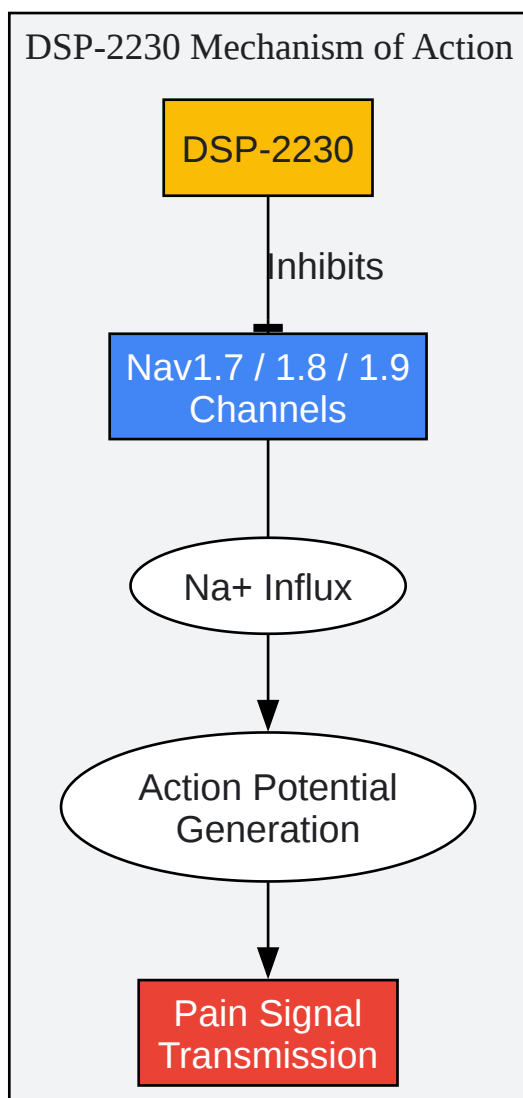 DSP-2230 Mechanism of Action
DSP-2230
Inhibits
Nav1.7 / 1.8 / 1.9
Channels
Na+ Influx
Action Potential
Generation
Pain Signal
Transmission